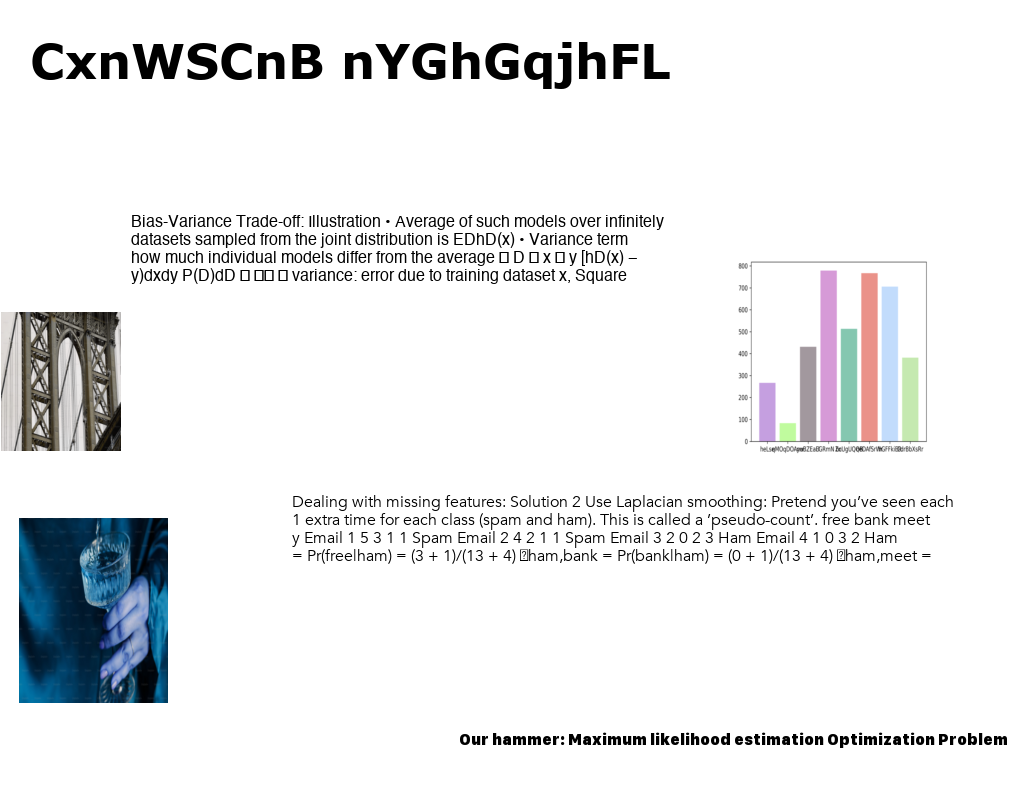 CxnWSCnB nYGhGqjhFL
Bias-Variance Trade-off: Illustration • Average of such models over infinitely
datasets sampled from the joint distribution is EDhD(x) • Variance term
how much individual models differ from the average D x y [hD(x) –
y)dxdy P(D)dD variance: error due to training dataset x, Square
800
700
600
500
400
300
200
100
0
Dealing with missing features: Solution 2 Use Laplacian smoothing: Pretend you’ve seen each
1 extra time for each class (spam and ham). This is called a ‘pseudo-count’. free bank meet
y Email 1 5 3 1 1 Spam Email 2 4 2 1 1 Spam Email 3 2 0 2 3 Ham Email 4 1 0 3 2 Ham
= Pr(freelham) = (3 + 1)/(13 + 4) ham,bank = Pr(banklham) = (0 + 1)/(13 + 4) ham,meet =
Our hammer: Maximum likelihood estimation Optimization Problem